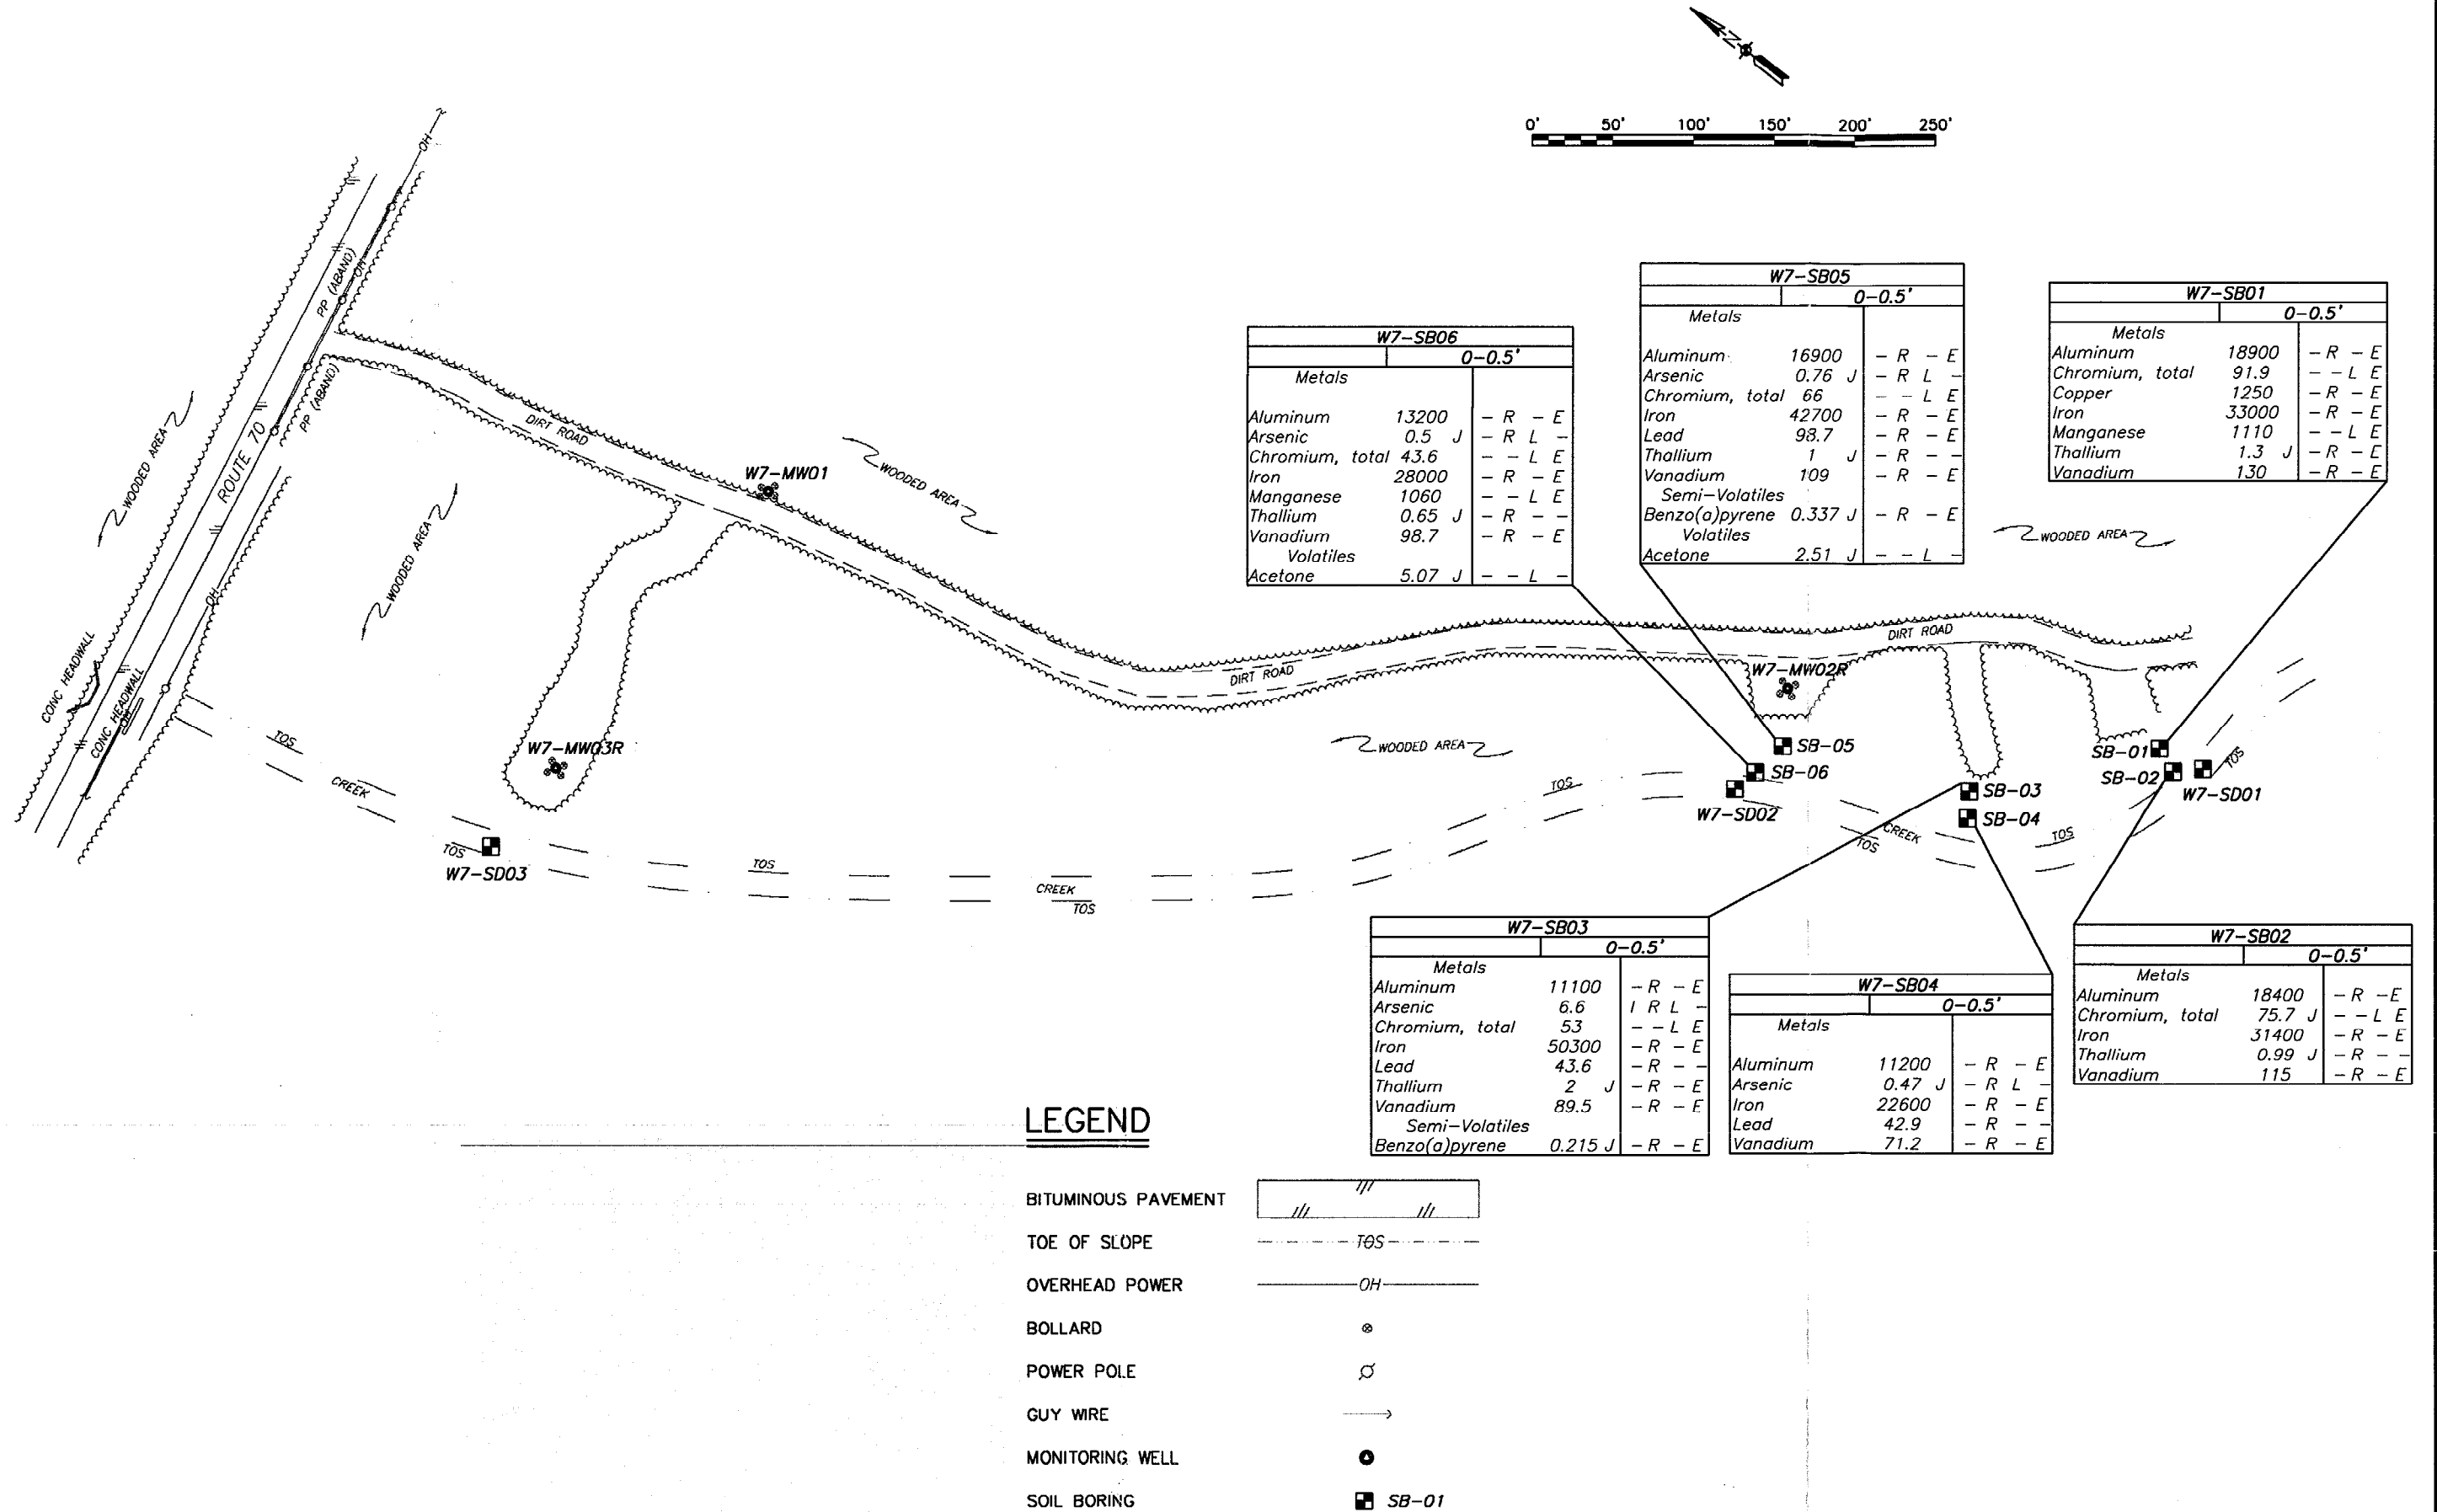 N
0' 50' 100' 150' 200' 250'
OH
PP (ABAND)
OH
PP (ABAND)
ROUTE 70
WOODED AREA
WOODED AREA
DIRT ROAD
W7-MW01
WOODED AREA
OH
CONC HEADWALL
CONC HEADWALL
OH
TOS
CREEK
W7-MW03R
TOS
W7-SD03
TOS
CREEK
TOS
DIRT ROAD
WOODED AREA
TOS
W7-SB06
0-0.5'
Metals
Aluminum 13200 - R - E
Arsenic 0.5 J - R L -
Chromium, total 43.6 - - L E
Iron 28000 - R - E
Manganese 1060 - - L E
Thallium 0.65 J - R - -
Vanadium 98.7 - R - E
Volatiles
Acetone 5.07 J - - L -
W7-SB05
0-0.5'
Metals
Aluminum 16900 - R - E
Arsenic 0.76 J - R L -
Chromium, total 66 - - L E
Iron 42700 - R - E
Lead 98.7 - R - E
Thallium 1 J - R - -
Vanadium 109 - R - E
Semi-Volatiles
Benzo(a)pyrene 0.337 J - R - E
Volatiles
Acetone 2.51 J - - L -
W7-SB01
0-0.5'
Metals
Aluminum 18900 - R - E
Chromium, total 91.9 - - L E
Copper 1250 - R - E
Iron 33000 - R - E
Manganese 1110 - - L E
Thallium 1.3 J - R - E
Vanadium 130 - R - E
WOODED AREA
DIRT ROAD
W7-MW02R
SB-05
SB-06
W7-SD02
SB-03
SB-04
CREEK
TOS
TOS
SB-01
SB-02
W7-SD01
TOS
W7-SB03
0-0.5'
Metals
Aluminum 11100 - R - E
Arsenic 6.6 I R L -
Chromium, total 53 - - L E
Iron 50300 - R - E
Lead 43.6 - R - -
Thallium 2 J - R - E
Vanadium 89.5 - R - E
Semi-Volatiles
Benzo(a)pyrene 0.215 J - R - E
W7-SB04
0-0.5'
Metals
Aluminum 11200 - R - E
Arsenic 0.47 J - R L -
Iron 22600 - R - E
Lead 42.9 - R - -
Vanadium 71.2 - R - E
W7-SB02
0-0.5'
Metals
Aluminum 18400 - R - E
Chromium, total 75.7 J - - L E
Iron 31400 - R - E
Thallium 0.99 J - R - -
Vanadium 115 - R - E
LEGEND
BITUMINOUS PAVEMENT
TOE OF SLOPE TOS
OVERHEAD POWER OH
BOLLARD
POWER POLE
GUY WIRE
MONITORING WELL
SOIL BORING SB-01